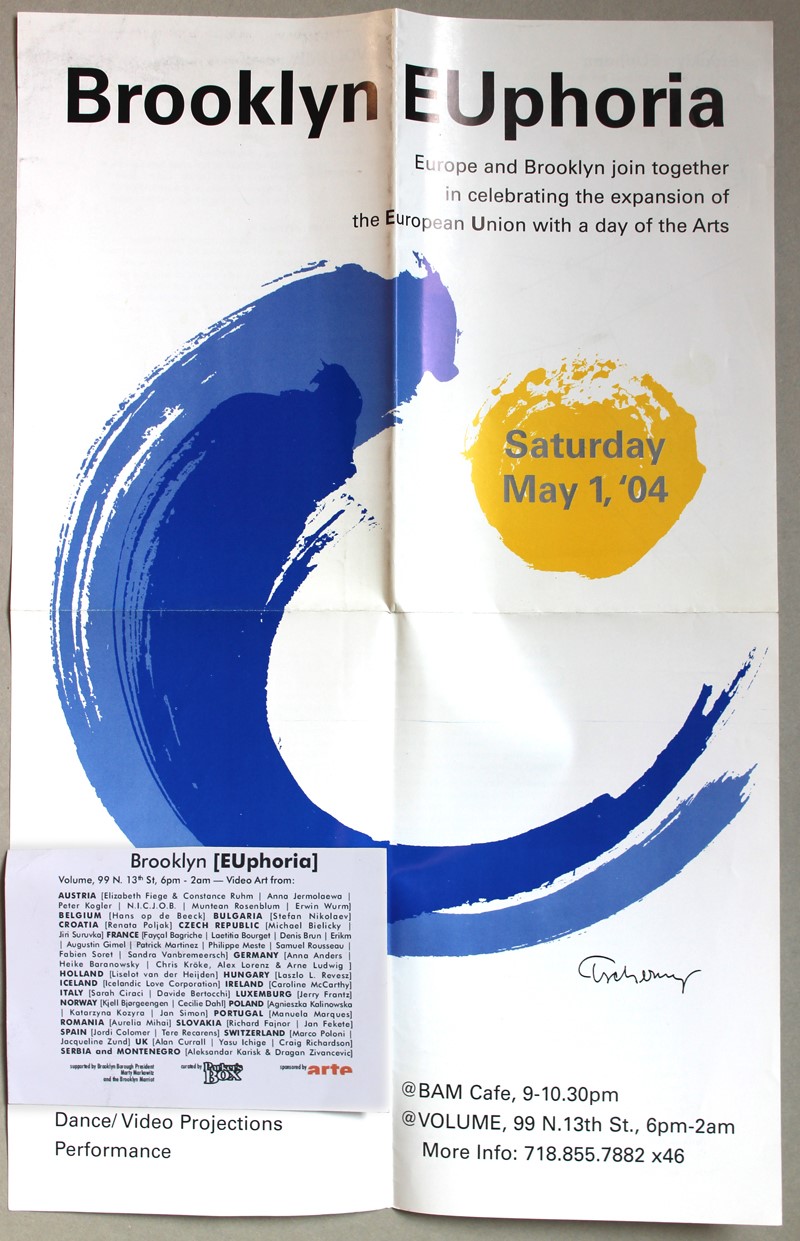 Brooklyn EUphoria
Europe and Brooklyn join together
in celebrating the expansion of
the European Union with a day of the Arts
Saturday
May 1, ‘04
Tscherny
Brooklyn [EUphoria]
Volume, 99 N. 13th St, 6pm - 2am — Video Art from:
AUSTRIA [Elizabeth Fiege & Constance Ruhm | Anna Jermolaewa |
Peter Kogler | N.I.C.J.O.B. | Muntean Rosenblum | Erwin Wurm]
BELGIUM [Hans op de Beeck] BULGARIA [Stefan Nikolaev]
CROATIA [Renata Poljak] CZECH REPUBLIC [Michael Bielicky |
Jiri Suruvka] FRANCE [Fayçal Bagriche | Laetitia Bourget | Denis Brun | Erikm
| Augustin Gimel | Patrick Martinez | Philippe Meste | Samuel Rousseau |
Fabien Soret | Sandra Vanbremeersch] GERMANY [Anna Anders |
Heike Baranowsky | Chris Kröke, Alex Lorenz & Arne Ludwig ]
HOLLAND [Liselot van der Heijden] HUNGARY [Laszlo L. Revesz]
ICELAND [Icelandic Love Corporation] IRELAND [Caroline McCarthy]
ITALY [Sarah Ciraci | Davide Bertocchi] LUXEMBURG [Jerry Frantz]
NORWAY [Kjell Bjørgeengen | Cecilie Dahl] POLAND [Agnieszka Kalinowska
| Katarzyna Kozyra | Jan Simon] PORTUGAL [Manuela Marques]
ROMANIA [Aurelia Mihai] SLOVAKIA [Richard Fajnor | Jan Fekete]
SPAIN [Jordi Colomer | Tere Recarens] SWITZERLAND [Marco Poloni |
Jacqueline Zund] UK [Alan Currall | Yasu Ichige | Craig Richardson]
SERBIA and MONTENEGRO [Aleksandar Karisk & Dragan Zivancevic]
supported by Brooklyn Borough President
Marty Markowitz
and the Brooklyn Marriot
curated by Parker's BOX
sponsored by arte
Dance/Video Projections
Performance
@BAM Cafe, 9-10.30pm
@VOLUME, 99 N.13th St., 6pm-2am
More Info: 718.855.7882 x46